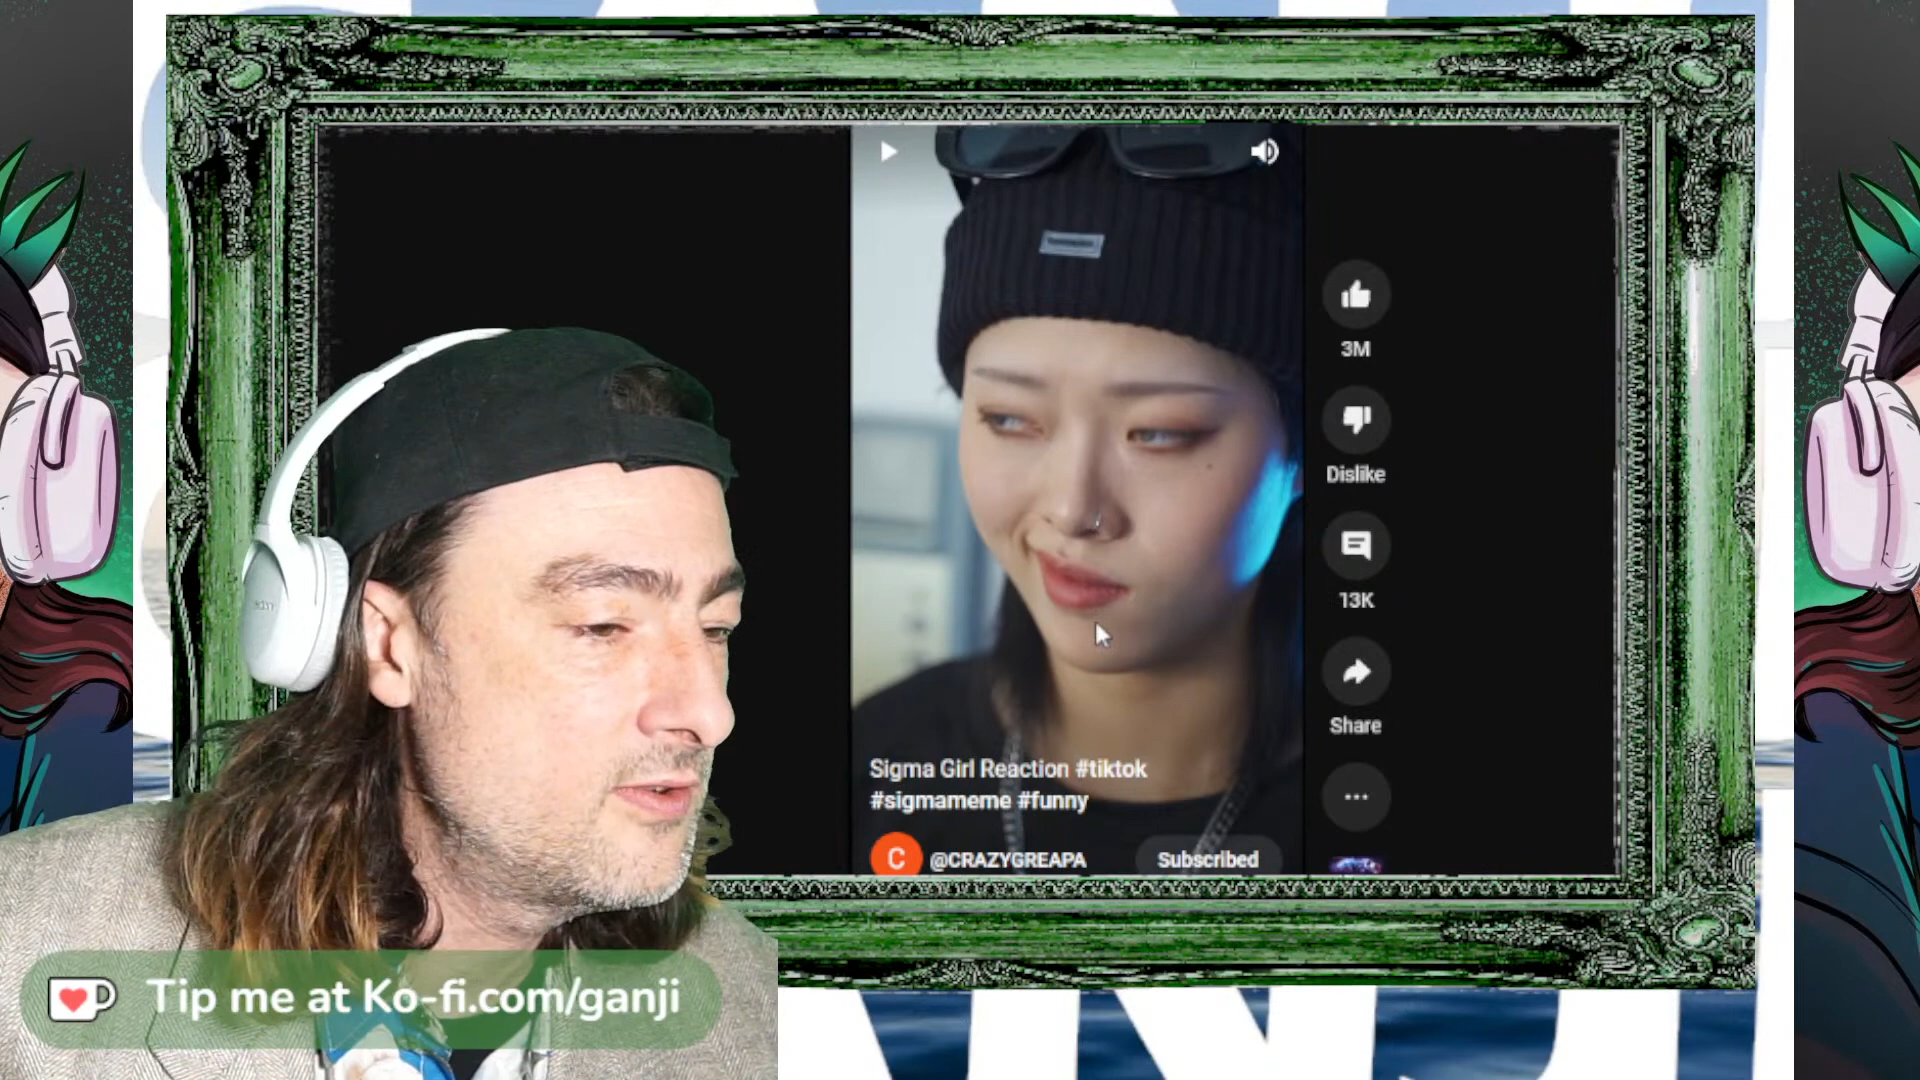 3M
Dislike
13K
Share
Sigma Girl Reaction #tiktok
#sigmameme #funny
C @CRAZYGREAPA Subscribed
Tip me at Ko-fi.com/ganji